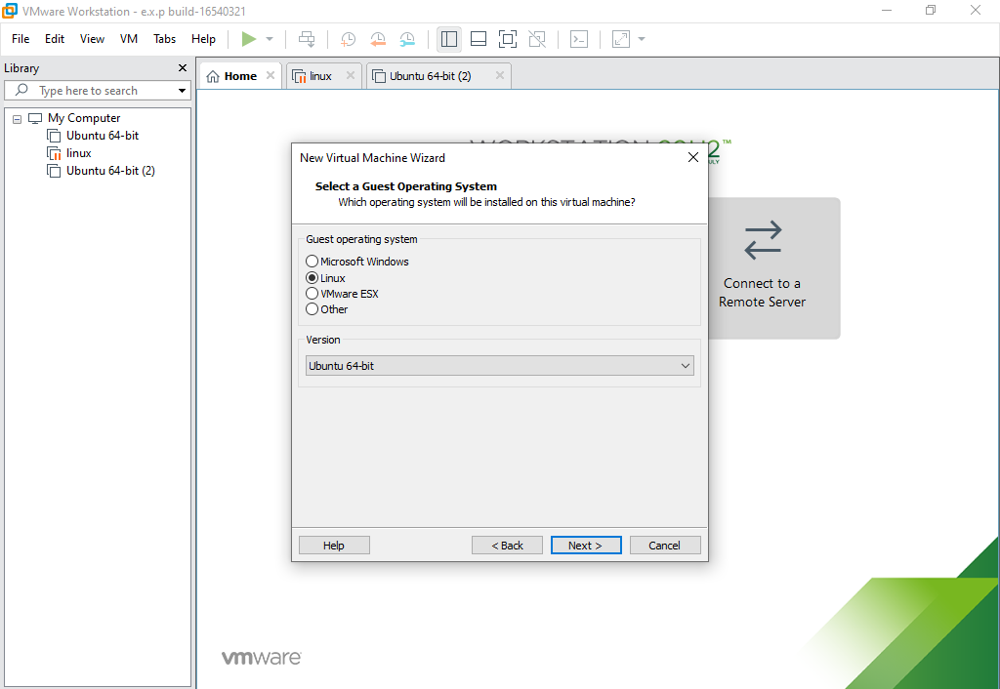 VMware Workstation - e.x.p build-16540321
File Edit View VM Tabs Help
Library
Type here to search
My Computer
Ubuntu 64-bit
linux
Ubuntu 64-bit (2)
Home
linux
Ubuntu 64-bit (2)
New Virtual Machine Wizard
Select a Guest Operating System
Which operating system will be installed on this virtual machine?
Guest operating system
Microsoft Windows
Linux
VMware ESX
Other
Version
Ubuntu 64-bit
Help
< Back
Next >
Cancel
Connect to a
Remote Server
vmware